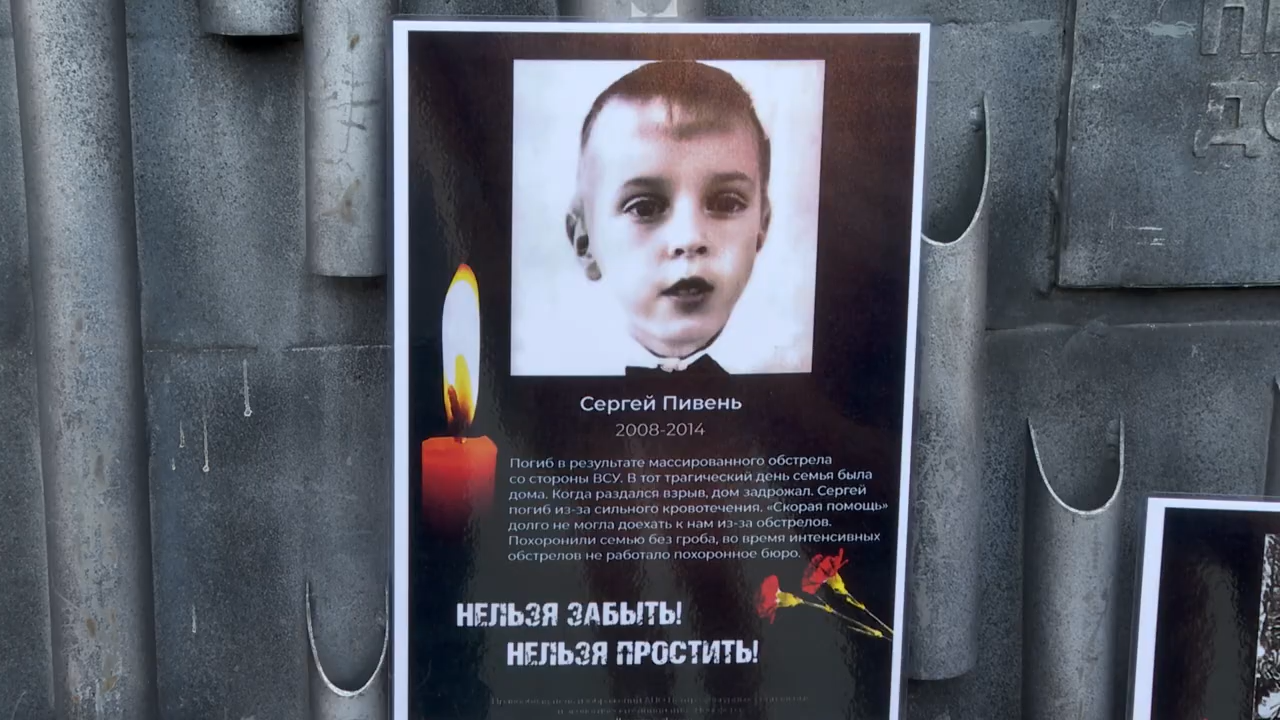 Сергей Пивень
2008-2014
Погиб в результате массированного обстрела
со стороны ВСУ. В тот трагический день семья была
дома. Когда раздался взрыв, дом задрожал. Сергей
погиб из-за сильного кровотечения. «Скорая помощь»
долго не могла доехать к нам из-за обстрелов.
Похоронили семью без гроба, во время интенсивных
обстрелов не работало похоронное бюро.
НЕЛЬЗЯ ЗАБЫТЬ!
НЕЛЬЗЯ ПРОСТИТЬ!